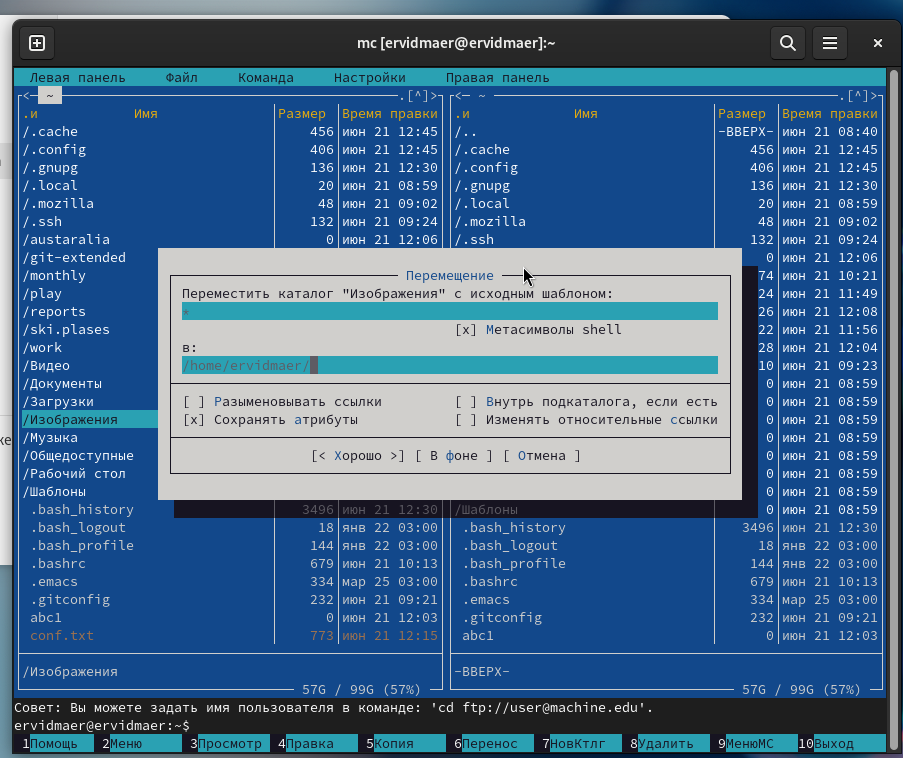 mc [ervidmaer@ervidmaer]:~
Левая панель Файл Команда Настройки Правая панель
<─ ~ .[^]> <─ ~ .[^]>
.и Имя Размер Время правки .и Имя Размер Время правки
/.cache 456 июн 21 12:45 /.. -ВВЕРХ- июн 21 08:40
/.config 406 июн 21 12:45 /.cache 456 июн 21 12:45
/.gnupg 136 июн 21 12:30 /.config 406 июн 21 12:45
/.local 20 июн 21 08:59 /.gnupg 136 июн 21 12:30
/.mozilla 48 июн 21 09:02 /.local 20 июн 21 08:59
/.ssh 132 июн 21 09:24 /.mozilla 48 июн 21 09:02
/austaralia 0 июн 21 12:06 /.ssh 132 июн 21 09:24
/git-extended 0 июн 21 12:06
/monthly 74 июн 21 10:21
/play 24 июн 21 11:49
/reports 26 июн 21 12:08
/ski.plases 22 июн 21 11:56
/work 28 июн 21 12:04
/Видео 10 июн 21 09:23
/Документы 0 июн 21 08:59
/Загрузки 0 июн 21 08:59
/Изображения 0 июн 21 08:59
/Музыка 0 июн 21 08:59
/Общедоступные 0 июн 21 08:59
/Рабочий стол 0 июн 21 08:59
/Шаблоны 0 июн 21 08:59
Перемещение
Переместить каталог "Изображения" с исходным шаблоном:
*
[x] Метасимволы shell
в:
/home/ervidmaer/
[ ] Разыменовывать ссылки [ ] Внутрь подкаталога, если есть
[x] Сохранять атрибуты [ ] Изменять относительные ссылки
[< Хорошо >] [ В фоне ] [ Отмена ]
.bash_history 3496 июн 21 12:30 /Шаблоны 0 июн 21 08:59
.bash_logout 18 янв 22 03:00 .bash_history 3496 июн 21 12:30
.bash_profile 144 янв 22 03:00 .bash_logout 18 янв 22 03:00
.bashrc 679 июн 21 10:13 .bash_profile 144 янв 22 03:00
.emacs 334 мар 25 03:00 .bashrc 679 июн 21 10:13
.gitconfig 232 июн 21 09:21 .emacs 334 мар 25 03:00
abc1 0 июн 21 12:03 .gitconfig 232 июн 21 09:21
conf.txt 773 июн 21 12:15 abc1 0 июн 21 12:03
/Изображения -ВВЕРХ-
57G / 99G (57%) 57G / 99G (57%)
Совет: Вы можете задать имя пользователя в команде: 'cd ftp://user@machine.edu'.
ervidmaer@ervidmaer:~$
1Помощь 2Меню 3Просмотр 4Правка 5Копия 6Перенос 7НовКтлг 8Удалить 9МенюМС 10Выход